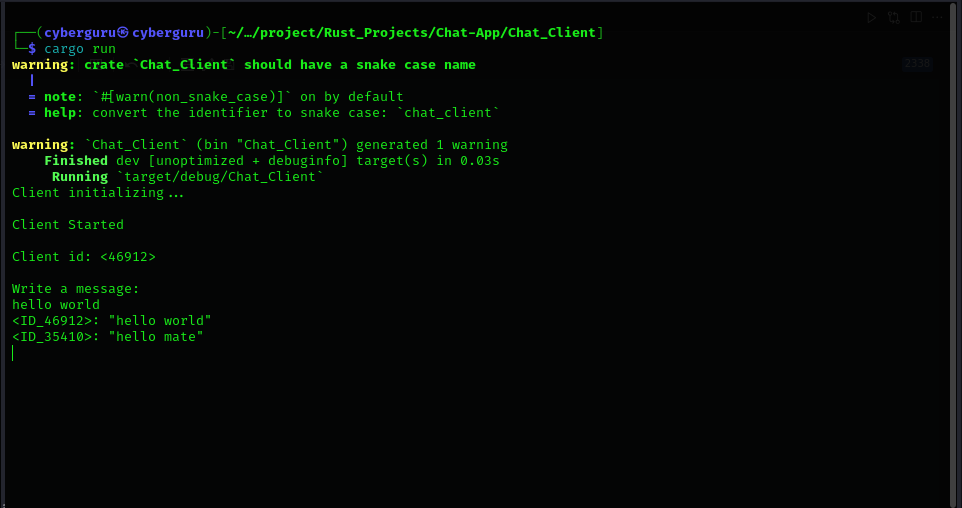 ┌──(cyberguru㉿cyberguru)-[~/…/project/Rust_Projects/Chat-App/Chat_Client]
└─$ cargo run
warning: crate `Chat_Client` should have a snake case name
2338
  |
  = note: `#[warn(non_snake_case)]` on by default
  = help: convert the identifier to snake case: `chat_client`
warning: `Chat_Client` (bin "Chat_Client") generated 1 warning
    Finished dev [unoptimized + debuginfo] target(s) in 0.03s
     Running `target/debug/Chat_Client`
Client initializing...
Client Started
Client id: <46912>
Write a message:
hello world
<ID_46912>: "hello world"
<ID_35410>: "hello mate"